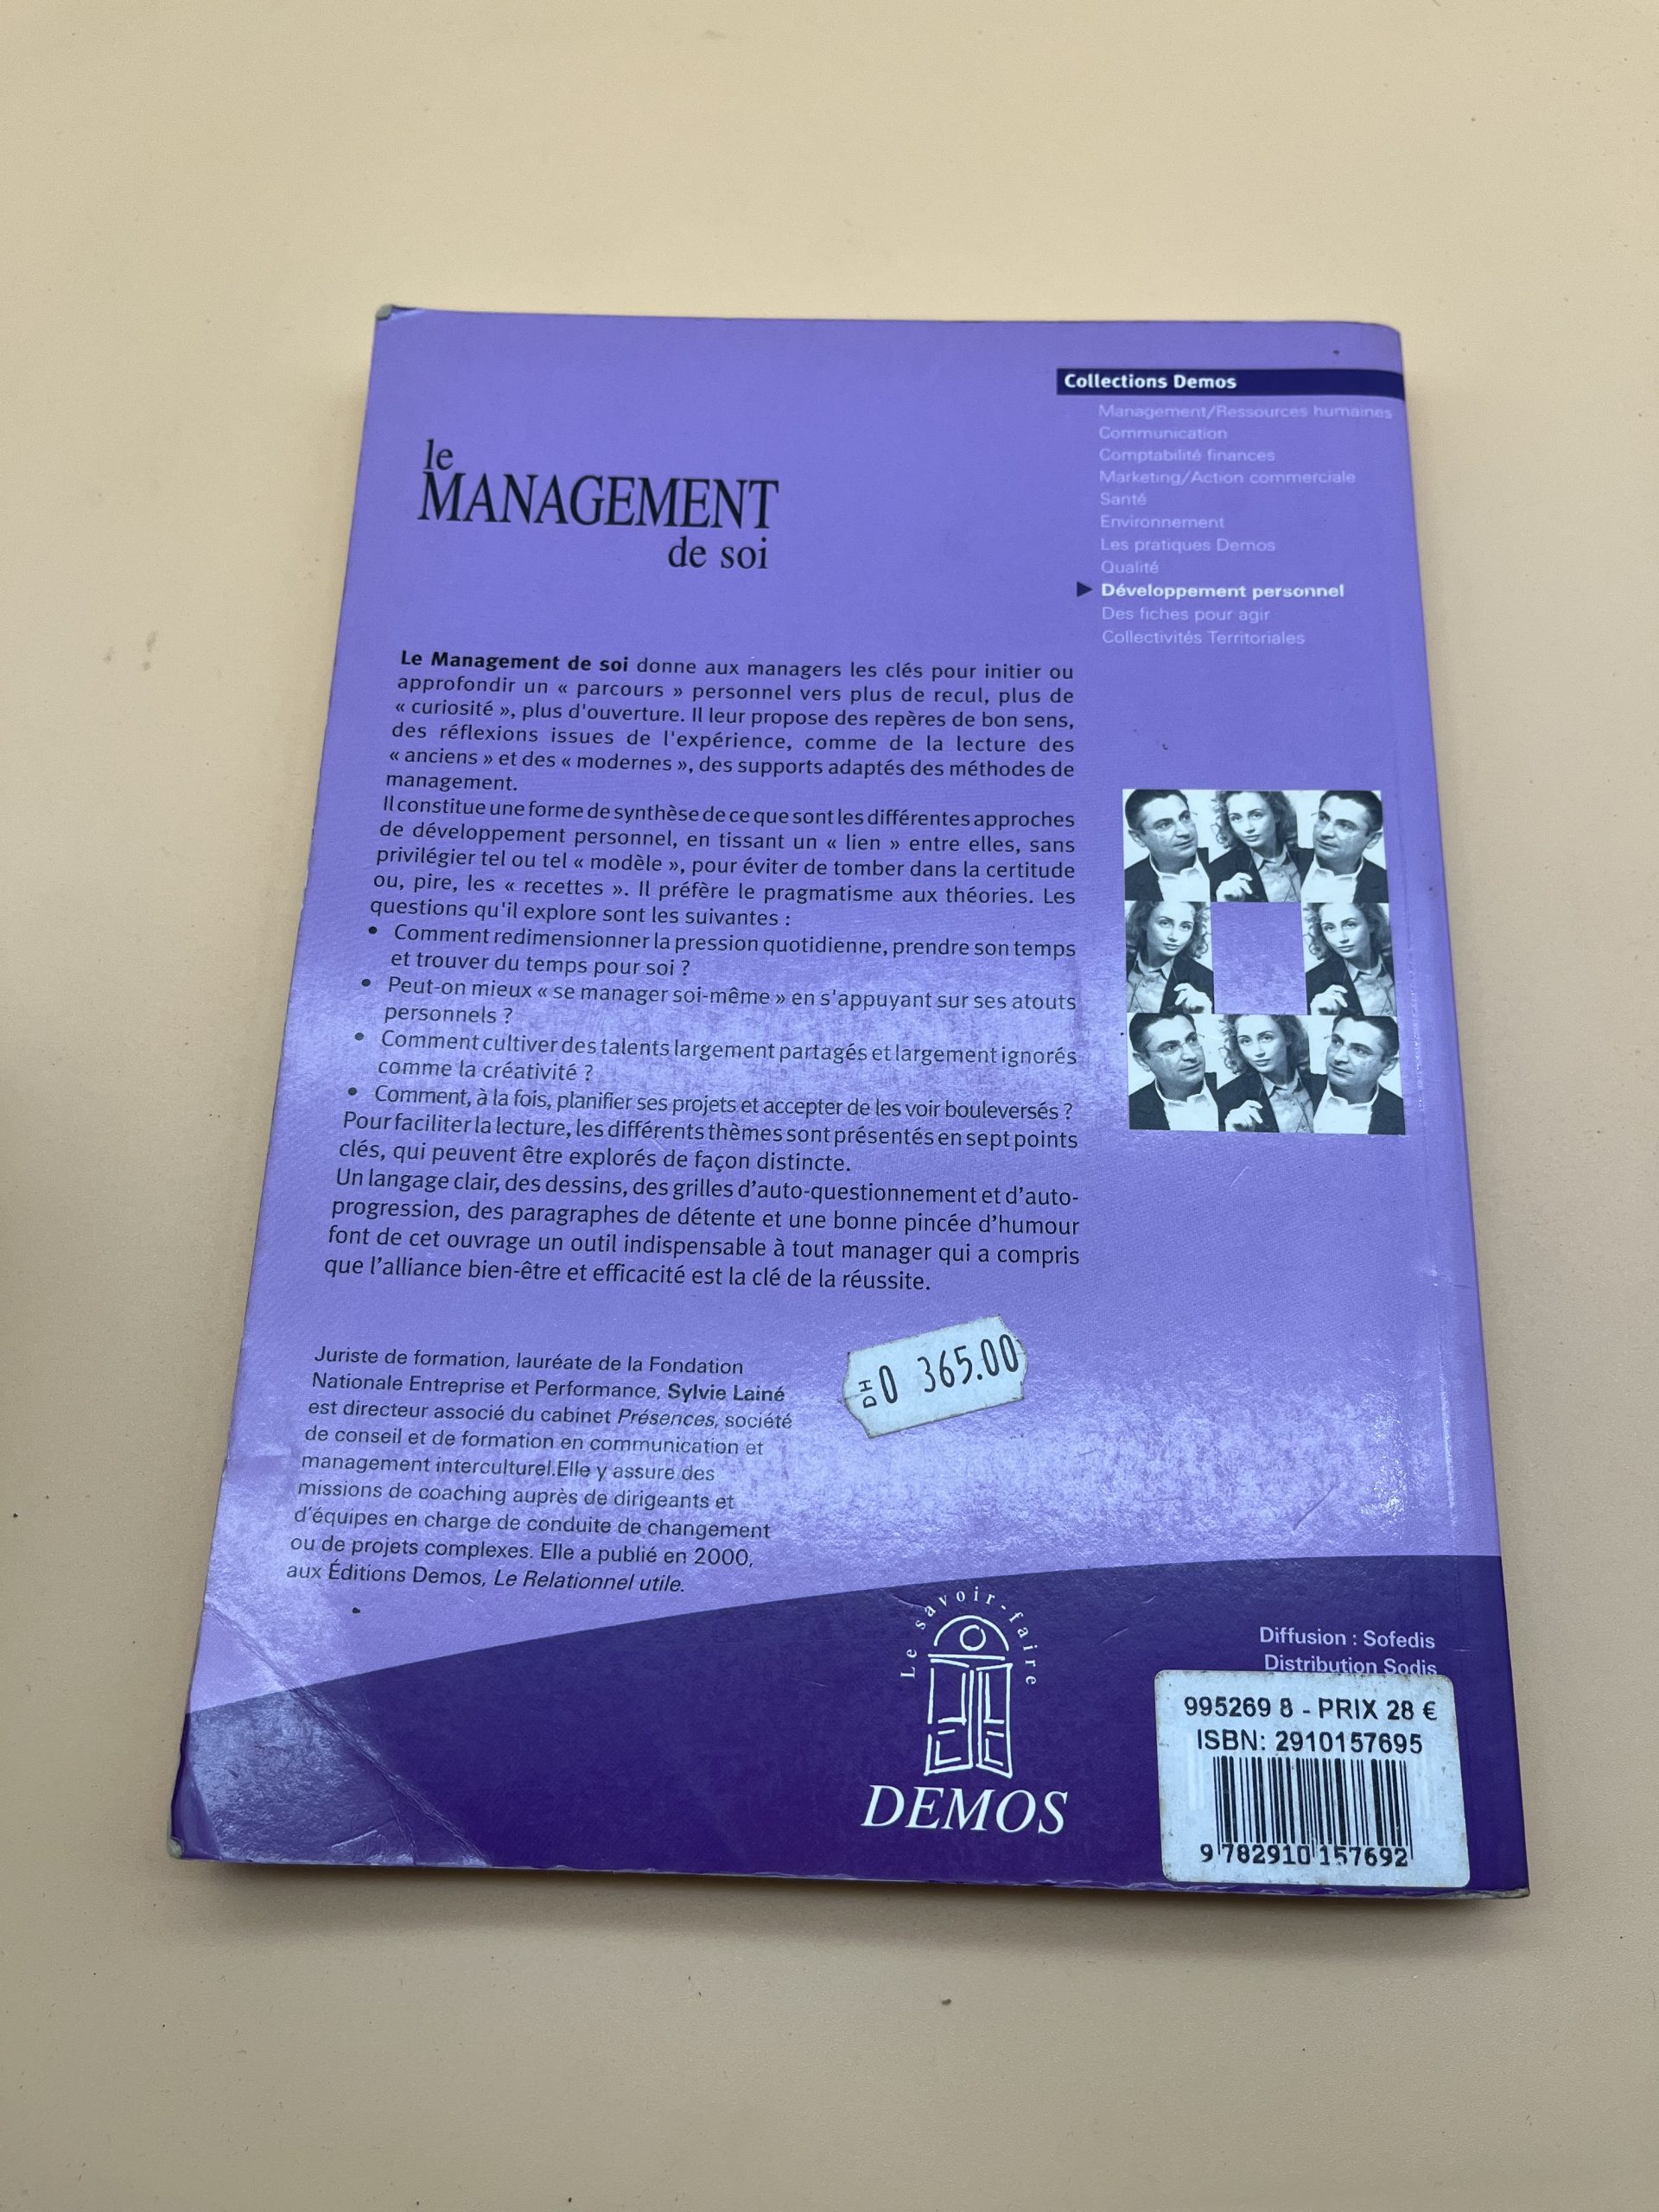 le
MANAGEMENT
de soi
Collections Demos
Management/Ressources humaines
Communication
Comptabilité finances
Marketing/Action commerciale
Santé
Environnement
Les pratiques Demos
Qualité
▶ Développement personnel
Des fiches pour agir
Collectivités Territoriales
Le Management de soi donne aux managers les clés pour initier ou
approfondir un « parcours » personnel vers plus de recul, plus de
« curiosité », plus d'ouverture. Il leur propose des repères de bon sens,
des réflexions issues de l'expérience, comme de la lecture des
« anciens » et des « modernes », des supports adaptés des méthodes de
management.
Il constitue une forme de synthèse de ce que sont les différentes approches
de développement personnel, en tissant un « lien » entre elles, sans
privilégier tel ou tel « modèle », pour éviter de tomber dans la certitude
ou, pire, les « recettes ». Il préfère le pragmatisme aux théories. Les
questions qu'il explore sont les suivantes :
• Comment redimensionner la pression quotidienne, prendre son temps
et trouver du temps pour soi ?
• Peut-on mieux « se manager soi-même » en s'appuyant sur ses atouts
personnels ?
• Comment cultiver des talents largement partagés et largement ignorés
comme la créativité ?
• Comment, à la fois, planifier ses projets et accepter de les voir bouleversés ?
Pour faciliter la lecture, les différents thèmes sont présentés en sept points
clés, qui peuvent être explorés de façon distincte.
Un langage clair, des dessins, des grilles d'auto-questionnement et d'auto-
progression, des paragraphes de détente et une bonne pincée d'humour
font de cet ouvrage un outil indispensable à tout manager qui a compris
que l'alliance bien-être et efficacité est la clé de la réussite.
Juriste de formation, lauréate de la Fondation
Nationale Entreprise et Performance, Sylvie Lainé
est directeur associé du cabinet Présences, société
de conseil et de formation en communication et
management interculturel.Elle y assure des
missions de coaching auprès de dirigeants et
d'équipes en charge de conduite de changement
ou de projets complexes. Elle a publié en 2000,
aux Éditions Demos, Le Relationnel utile.
DH 0 365.00
Le savoir-faire
DEMOS
Diffusion : Sofedis
Distribution Sodis
995269 8 - PRIX 28 €
ISBN: 2910157695
9 782910 157692